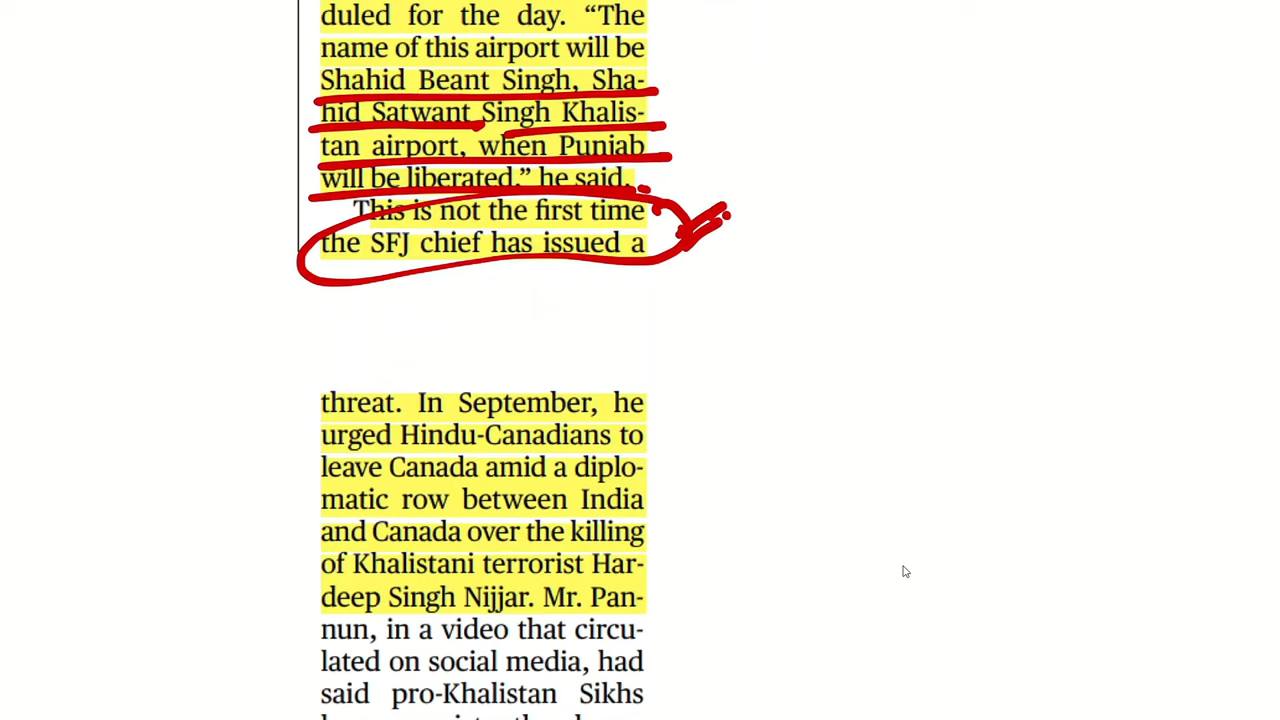 duled for the day. “The
name of this airport will be
Shahid Beant Singh, Sha-
hid Satwant Singh Khalis-
tan airport, when Punjab
will be liberated,” he said.
This is not the first time
the SFJ chief has issued a
threat. In September, he
urged Hindu-Canadians to
leave Canada amid a diplo-
matic row between India
and Canada over the killing
of Khalistani terrorist Har-
deep Singh Nijjar. Mr. Pan-
nun, in a video that circu-
lated on social media, had
said pro-Khalistan Sikhs